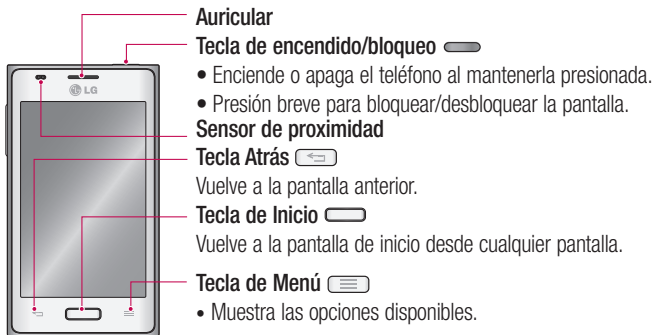 Auricular
Tecla de encendido/bloqueo
• Enciende o apaga el teléfono al mantenerla presionada.
• Presión breve para bloquear/desbloquear la pantalla.
LG
Sensor de proximidad
Tecla Atrás
Vuelve a la pantalla anterior.
Tecla de Inicio
Vuelve a la pantalla de inicio desde cualquier pantalla.
Tecla de Menú
• Muestra las opciones disponibles.